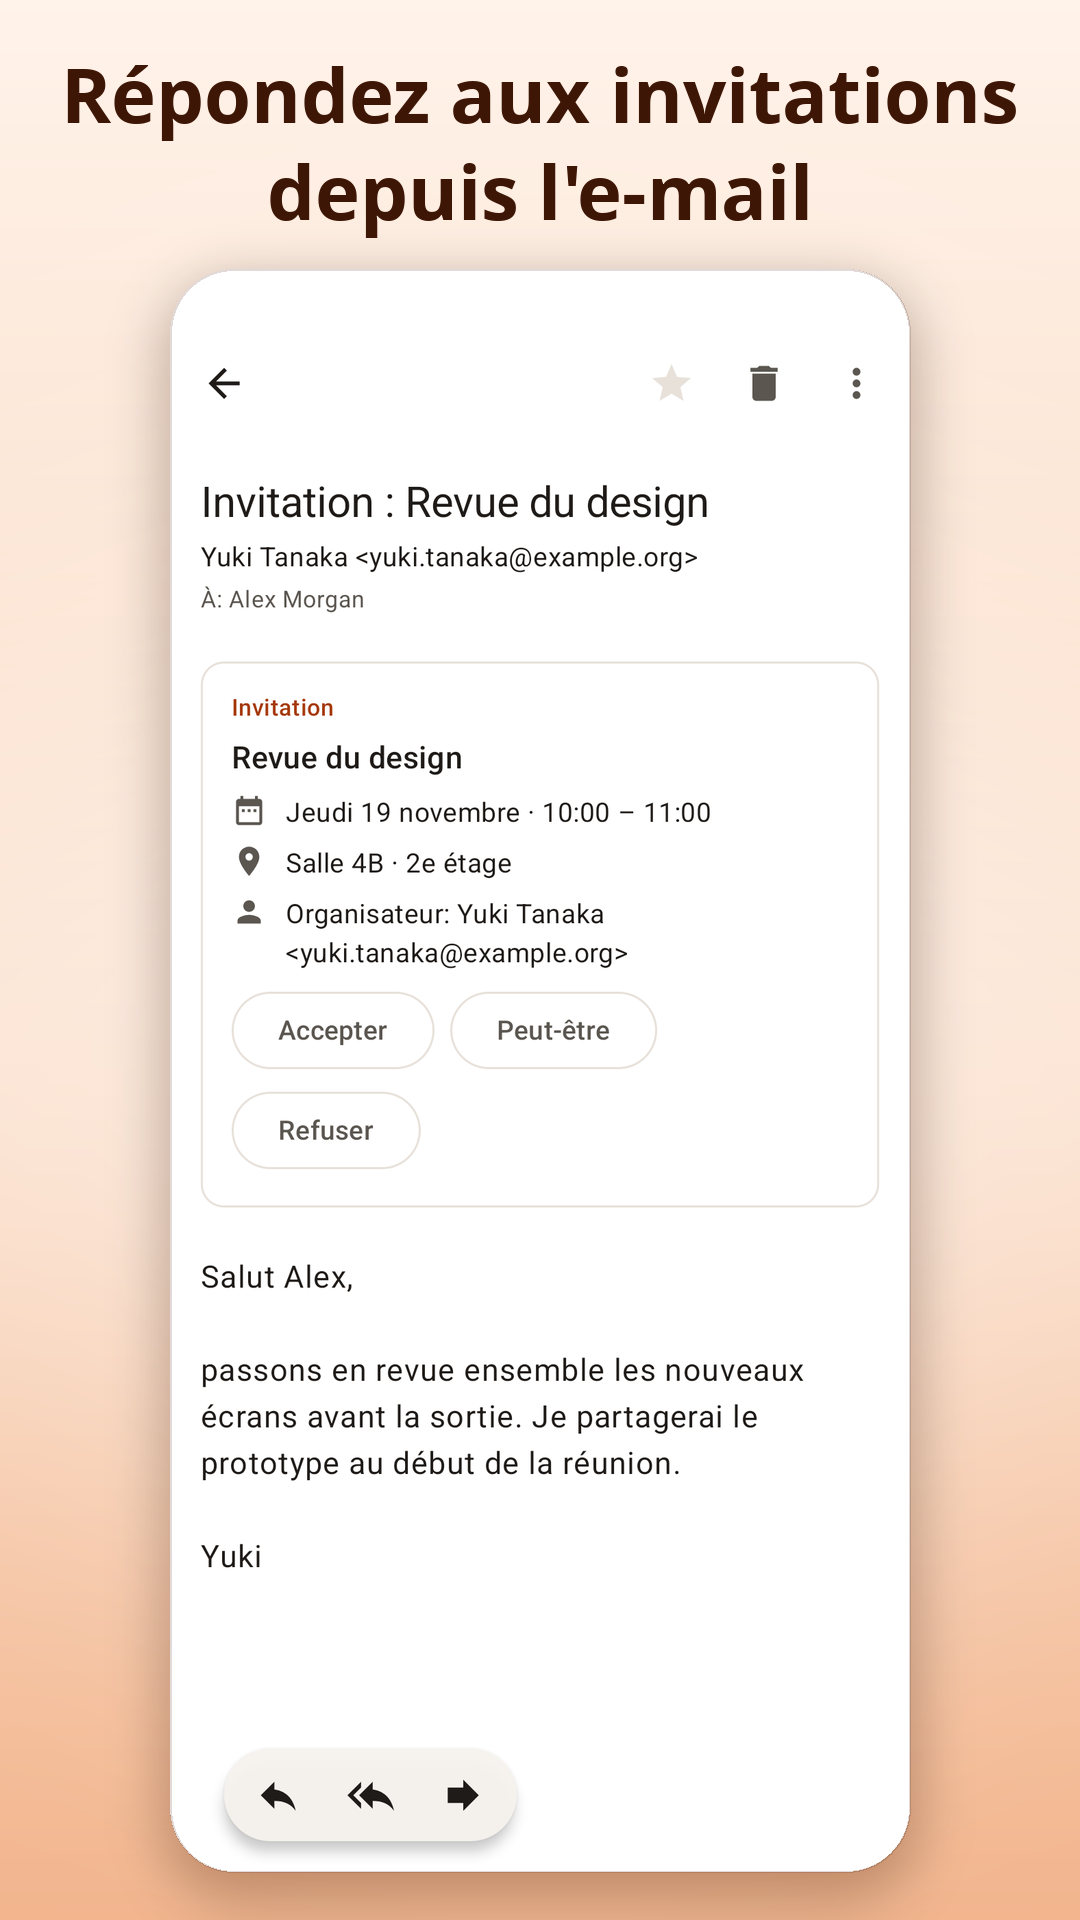 Répondez aux invitations
depuis l'e-mail
Invitation : Revue du design
Yuki Tanaka <yuki.tanaka@example.org>
À: Alex Morgan
Invitation
Revue du design
Jeudi 19 novembre · 10:00 – 11:00
Salle 4B · 2e étage
Organisateur: Yuki Tanaka
<yuki.tanaka@example.org>
Accepter
Peut-être
Refuser
Salut Alex,
passons en revue ensemble les nouveaux
écrans avant la sortie. Je partagerai le
prototype au début de la réunion.
Yuki